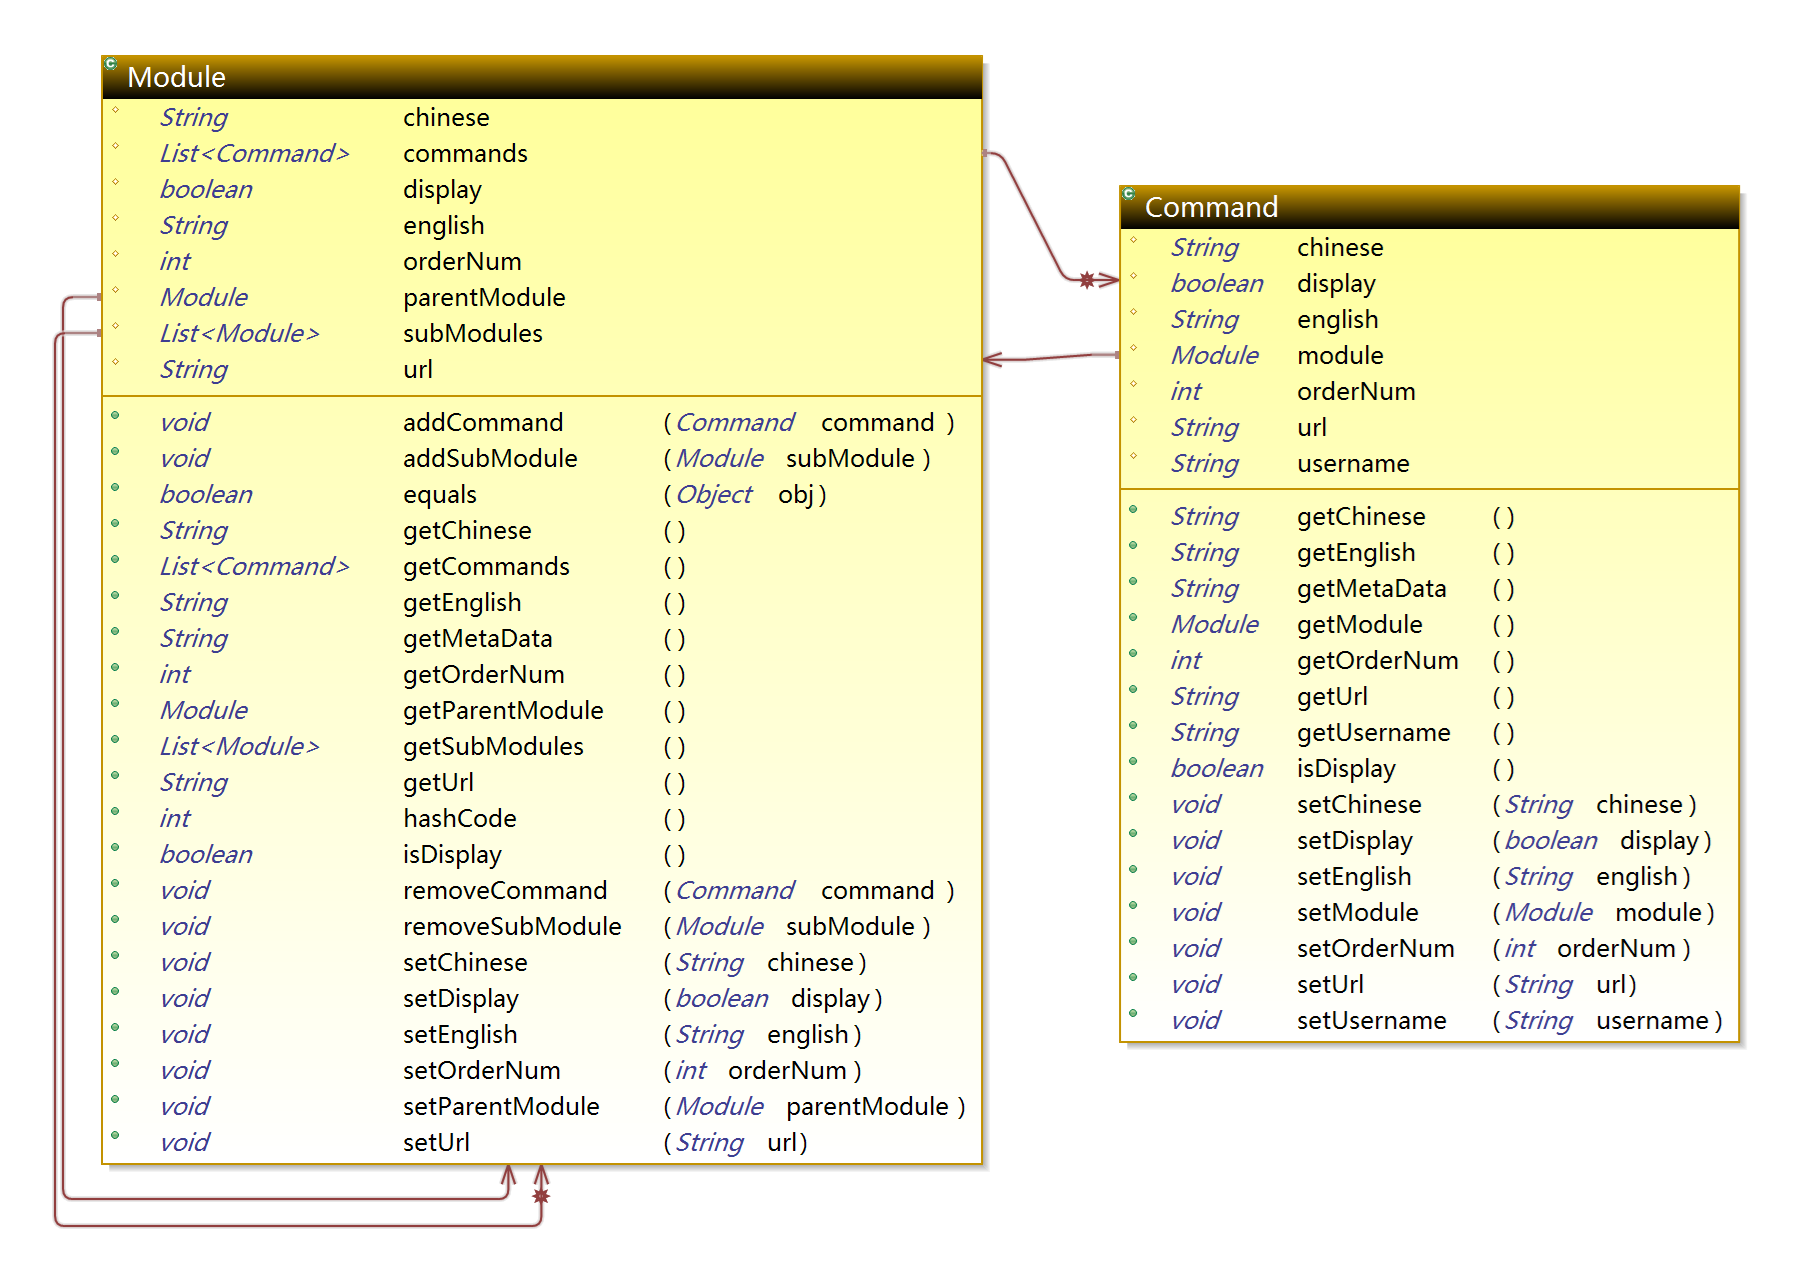 Module
String chinese
List<Command> commands
boolean display
String english
int orderNum
Module parentModule
List<Module> subModules
String url
void addCommand (Command command )
void addSubModule (Module subModule )
boolean equals (Object obj)
String getChinese ()
List<Command> getCommands ()
String getEnglish ()
String getMetaData ()
int getOrderNum ()
Module getParentModule ()
List<Module> getSubModules ()
String getUrl ()
int hashCode ()
boolean isDisplay ()
void removeCommand (Command command )
void removeSubModule (Module subModule )
void setChinese (String chinese)
void setDisplay (boolean display)
void setEnglish (String english)
void setOrderNum (int orderNum )
void setParentModule (Module parentModule )
void setUrl (String url)
Command
String chinese
boolean display
String english
Module module
int orderNum
String url
String username
String getChinese ()
String getEnglish ()
String getMetaData ()
Module getModule ()
int getOrderNum ()
String getUrl ()
String getUsername ()
boolean isDisplay ()
void setChinese (String chinese)
void setDisplay (boolean display)
void setEnglish (String english)
void setModule (Module module)
void setOrderNum (int orderNum )
void setUrl (String url)
void setUsername (String username )